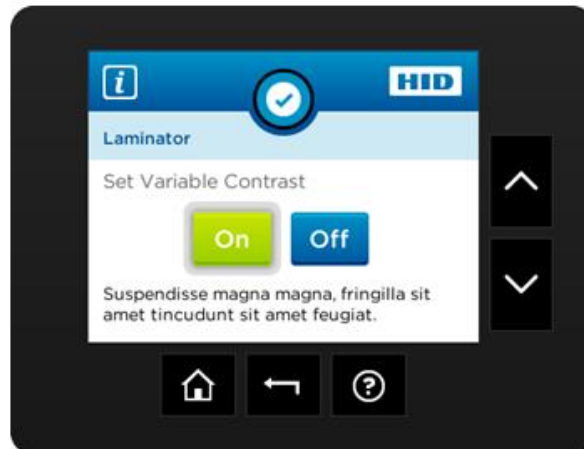 i
HID
Laminator
Set Variable Contrast
On
Off
Suspendisse magna magna, fringilla sit
amet tincudunt sit amet feugiat.
?